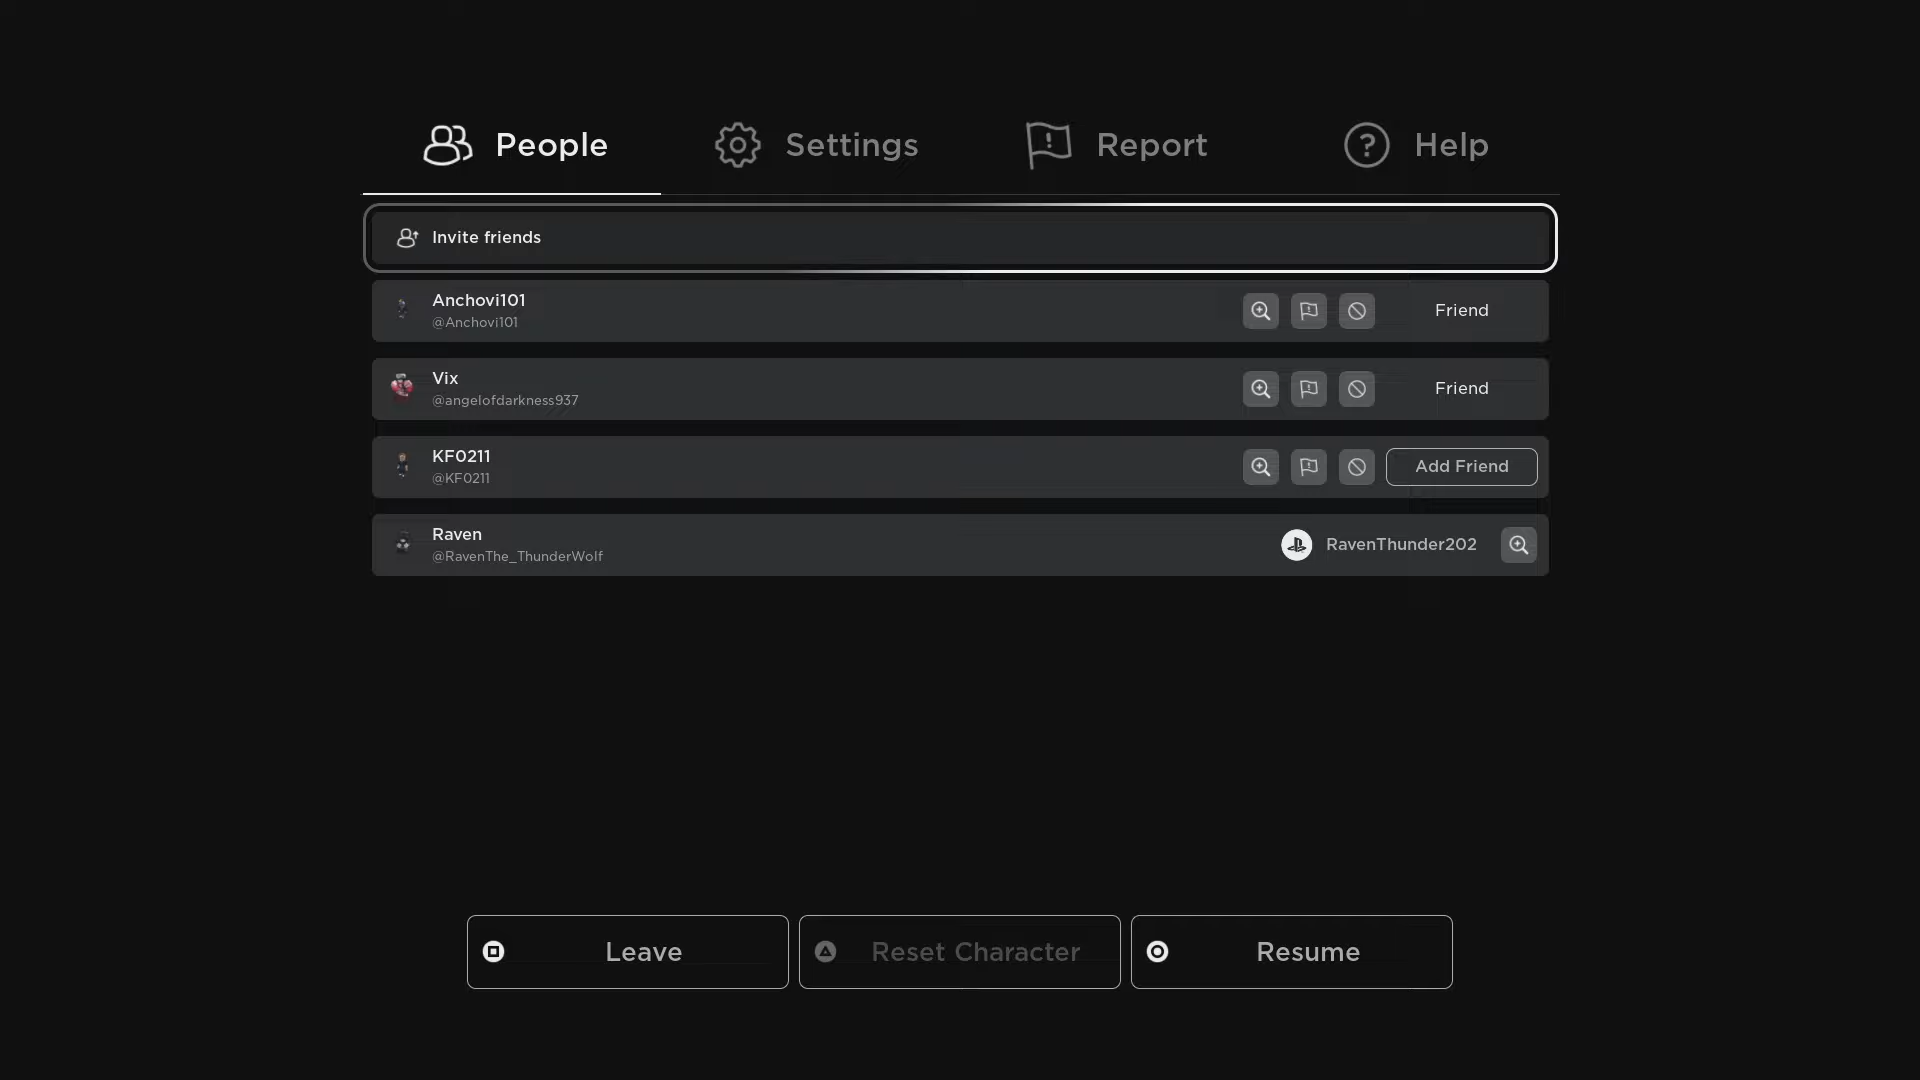 People
Settings
Report
Help
Invite friends
Anchovi101
@Anchovi101
Friend
Vix
@angelofdarkness937
Friend
KF0211
@KF0211
Add Friend
Raven
@RavenThe_ThunderWolf
RavenThunder202
Leave
Reset Character
Resume